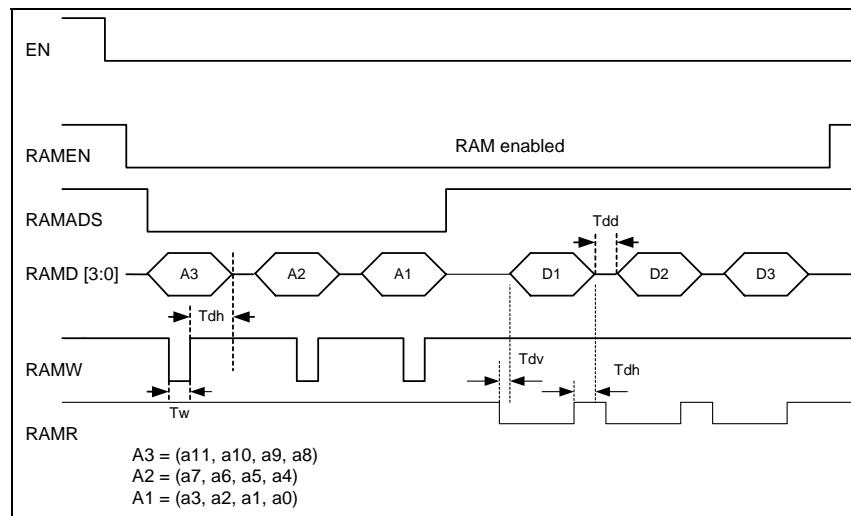 EN
RAM enabled
RAMEN
RAMADS
Tdd
RAMD [3:0]
A3
A2
A1
D1
D2
D3
Tdh
RAMW
Tdv
Tdh
Tw
RAMR
A3 = (a11, a10, a9, a8)
A2 = (a7, a6, a5, a4)
A1 = (a3, a2, a1, a0)